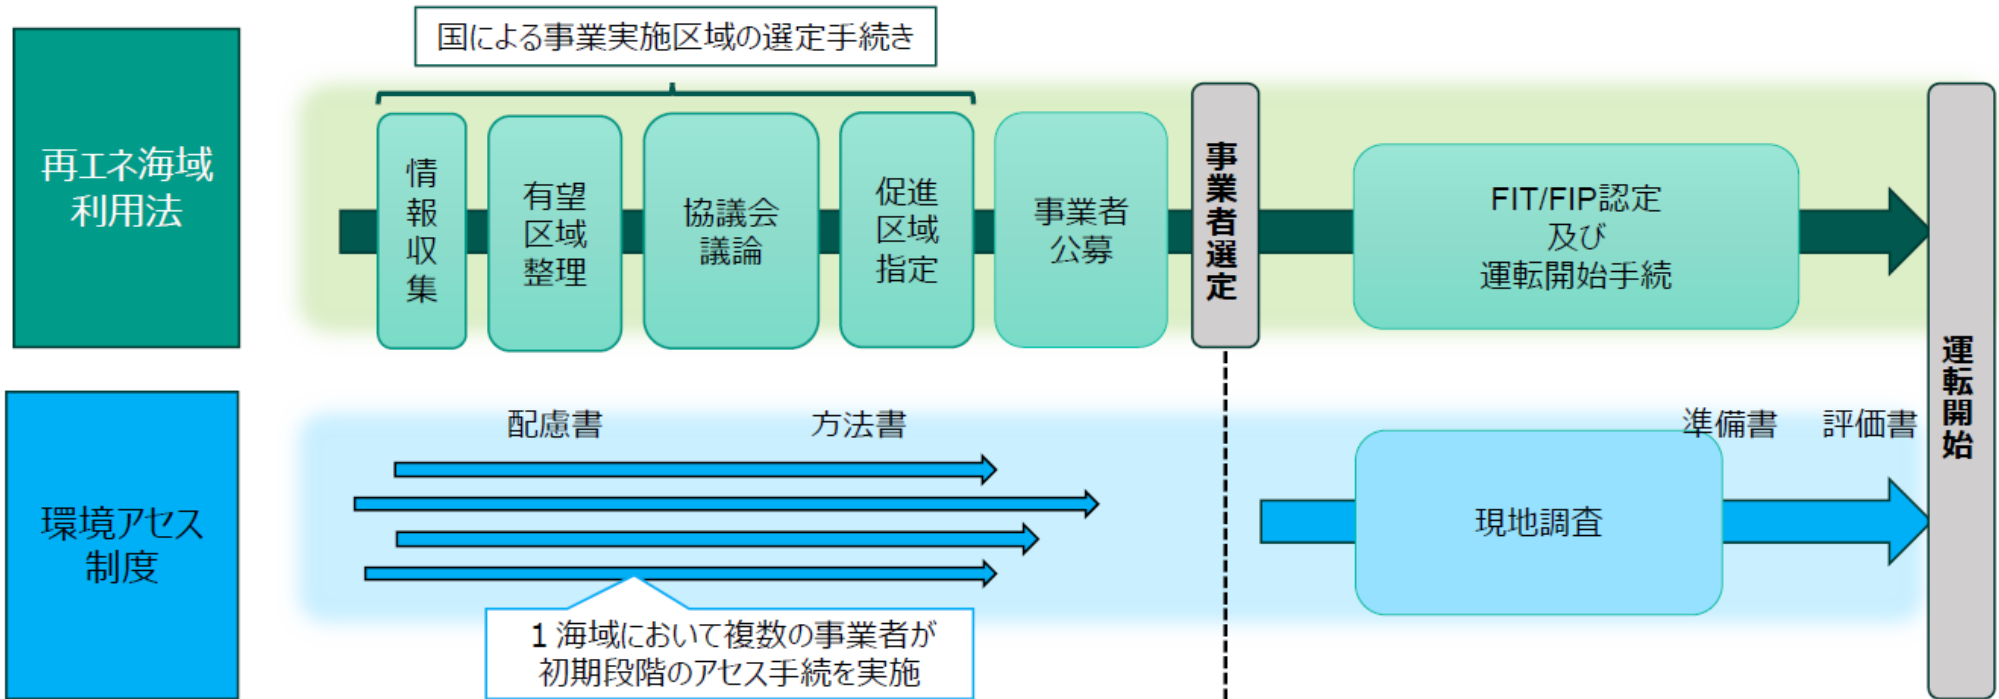 国による事業実施区域の選定手続き
再エネ海域
利用法
情報収集
有望
区域
整理
協議会
議論
促進
区域
指定
事業者
公募
事業者選定
FIT/FIP認定
及び
運転開始手続
運転開始
環境アセス
制度
配慮書
方法書
準備書
評価書
現地調査
1 海域において複数の事業者が
初期段階のアセス手続を実施